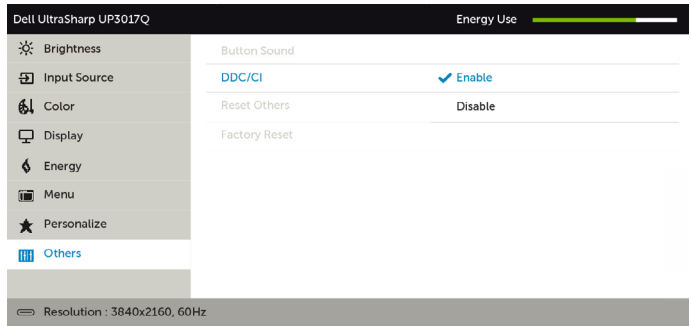 Dell UltraSharp UP3017Q Energy Use
Brightness
Button Sound
Input Source
DDC/CI
Enable
Color
Reset Others
Disable
Display
Factory Reset
Energy
Menu
Personalize
Others
Resolution : 3840x2160, 60Hz